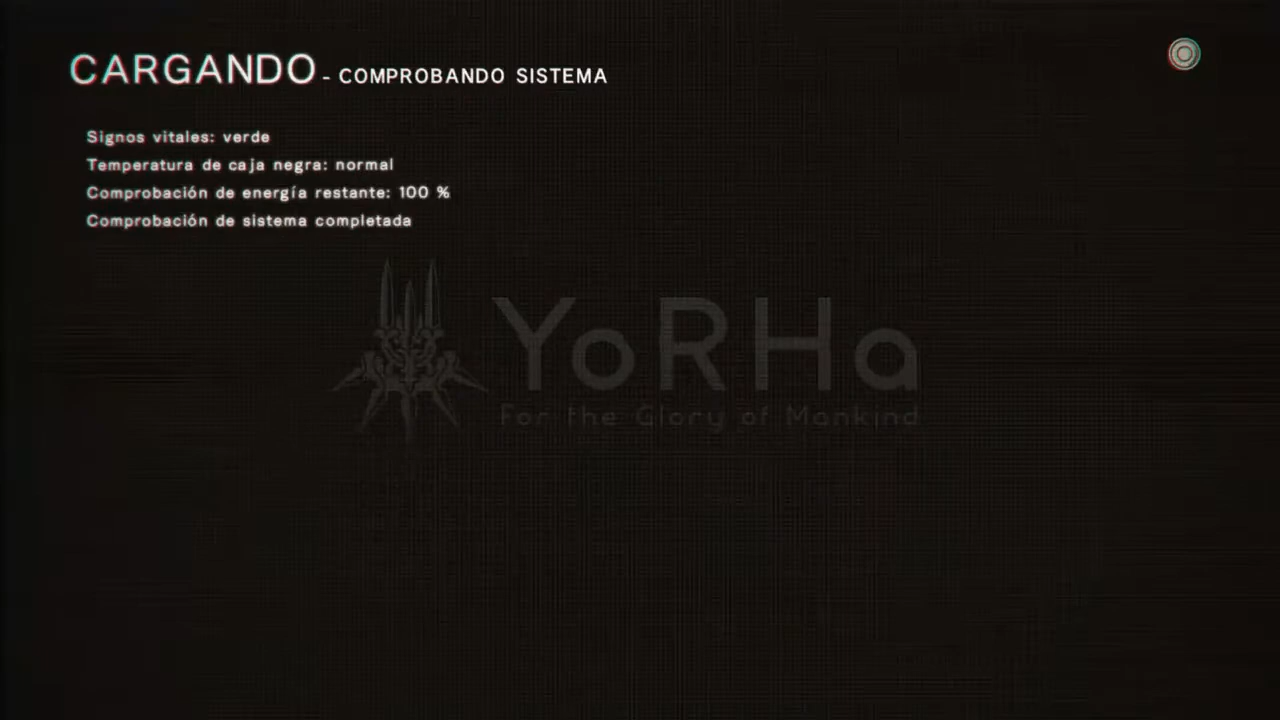 CARGANDO - COMPROBANDO SISTEMA
Signos vitales: verde
Temperatura de caja negra: normal
Comprobación de energía restante: 100 %
Comprobación de sistema completada
YoRHa
For the Glory of Mankind